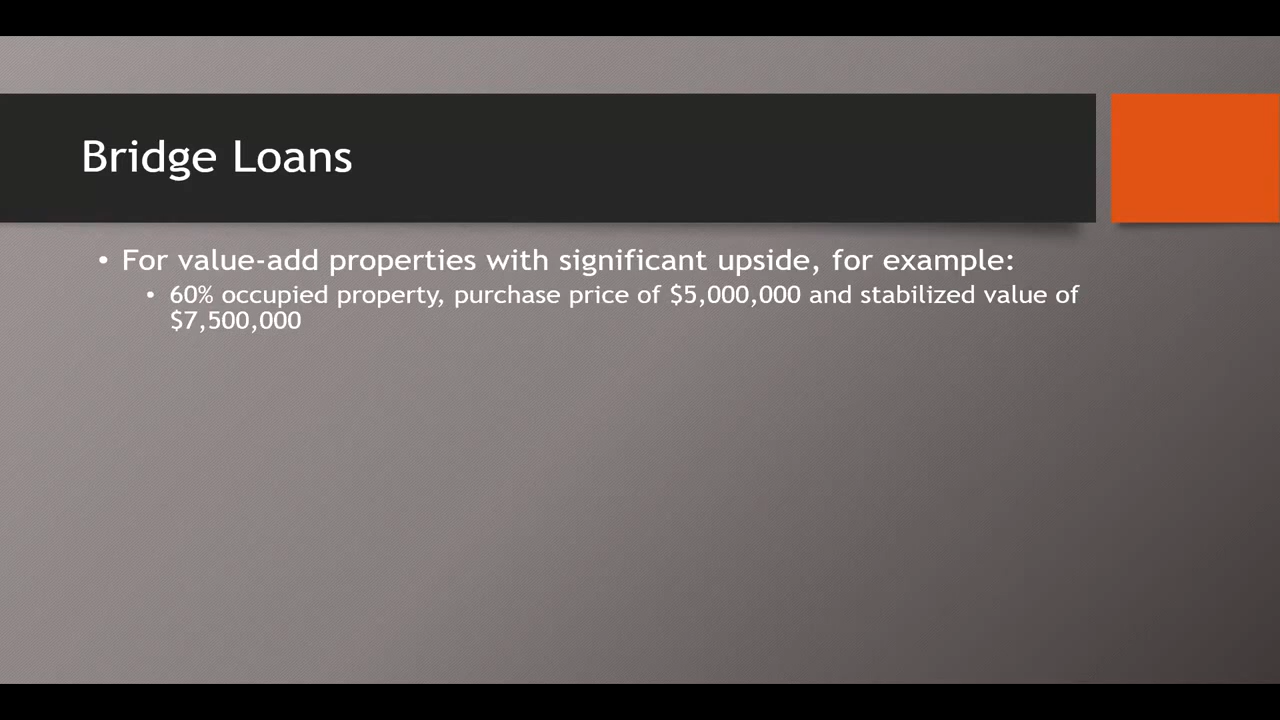 Bridge Loans
• For value-add properties with significant upside, for example:
• 60% occupied property, purchase price of $5,000,000 and stabilized value of
$7,500,000